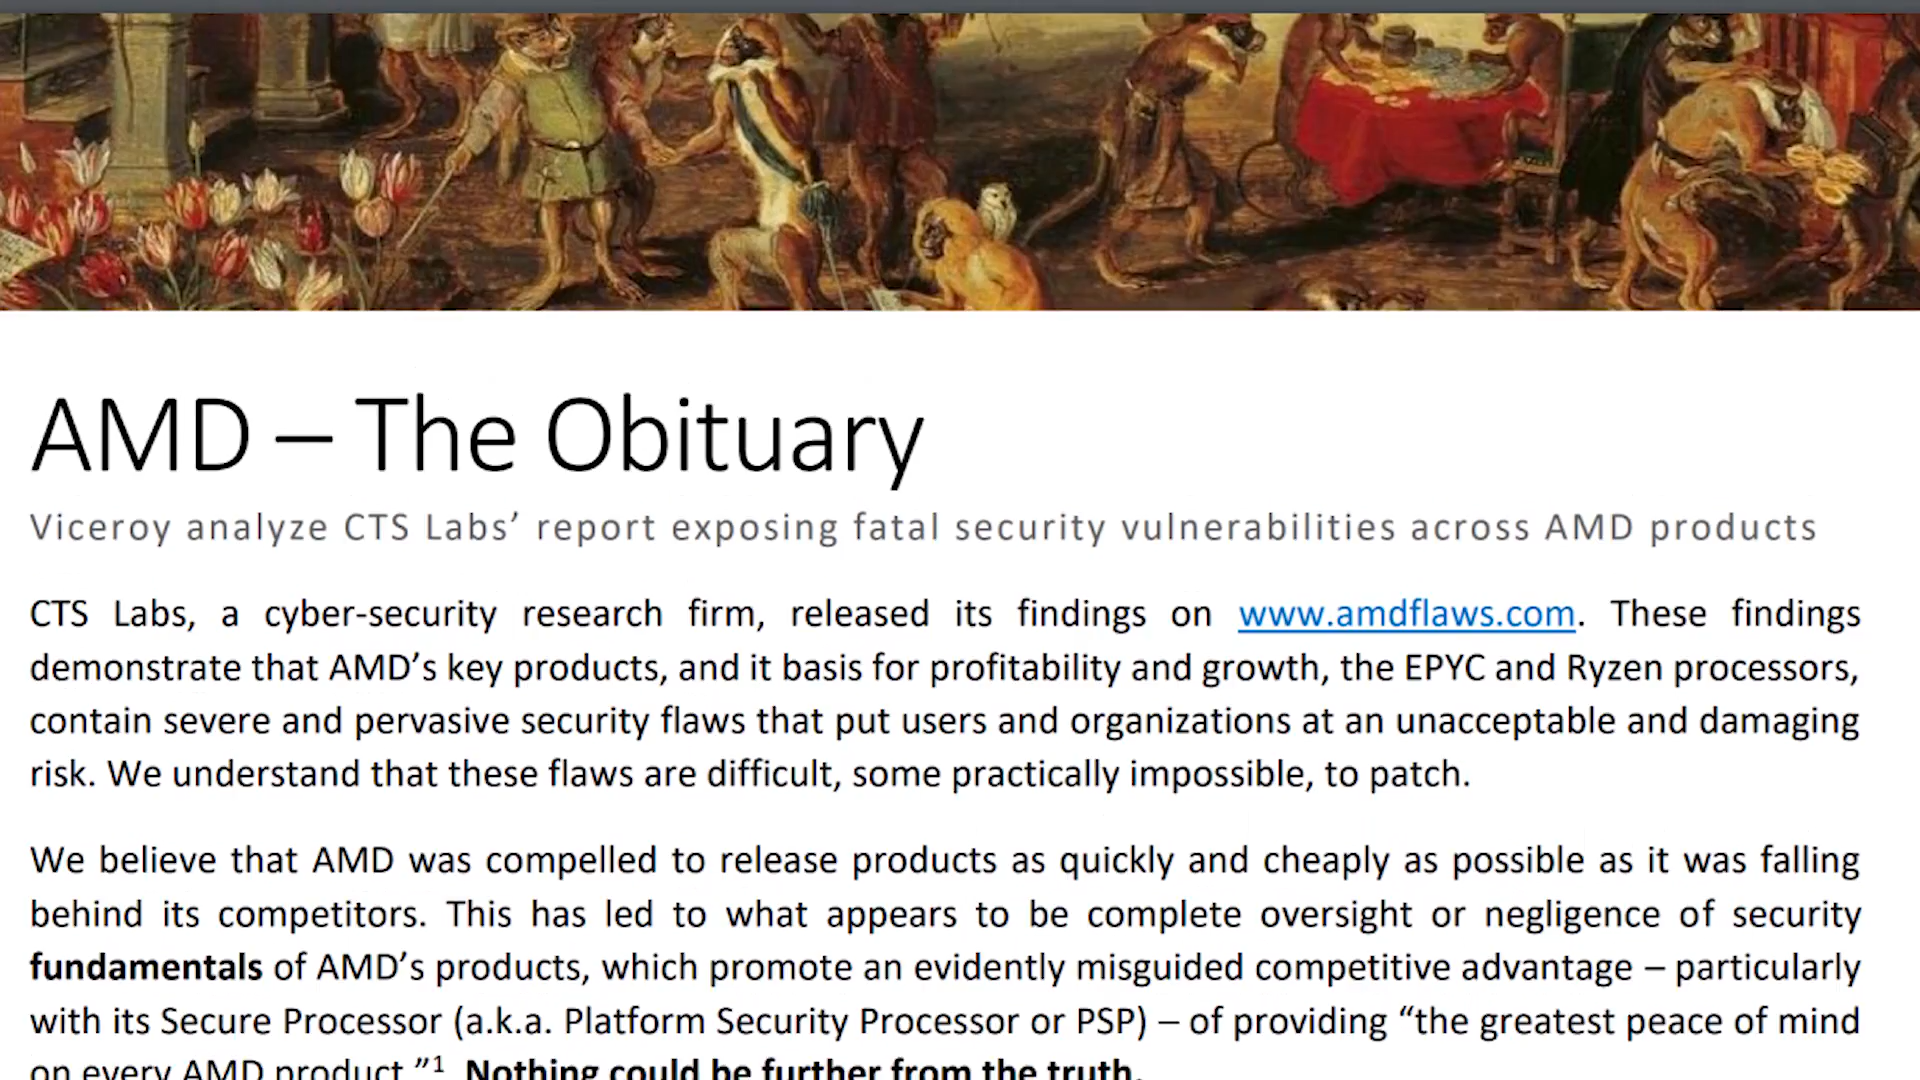 AMD – The Obituary
Viceroy analyze CTS Labs’ report exposing fatal security vulnerabilities across AMD products
CTS Labs, a cyber-security research firm, released its findings on www.amdflaws.com. These findings
demonstrate that AMD’s key products, and it basis for profitability and growth, the EPYC and Ryzen processors,
contain severe and pervasive security flaws that put users and organizations at an unacceptable and damaging
risk. We understand that these flaws are difficult, some practically impossible, to patch.
We believe that AMD was compelled to release products as quickly and cheaply as possible as it was falling
behind its competitors. This has led to what appears to be complete oversight or negligence of security
fundamentals of AMD’s products, which promote an evidently misguided competitive advantage – particularly
with its Secure Processor (a.k.a. Platform Security Processor or PSP) – of providing “the greatest peace of mind
on every AMD product.”1 Nothing could be further from the truth.